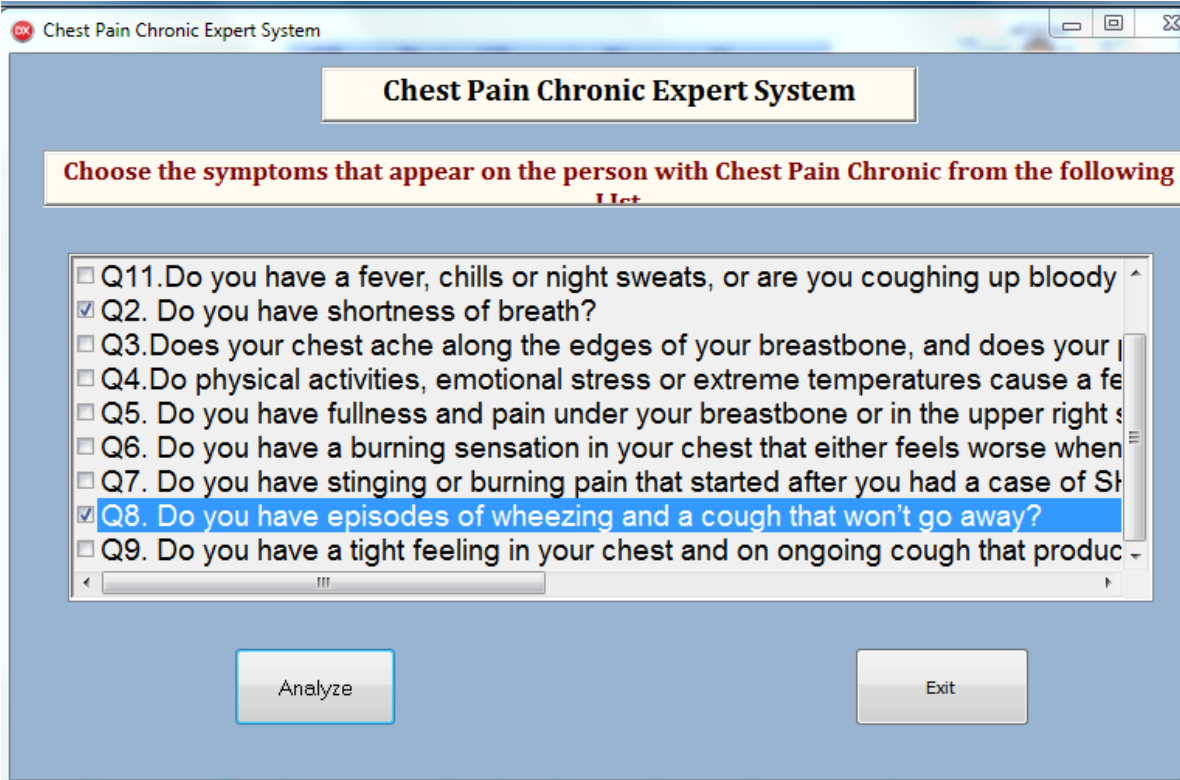 DX Chest Pain Chronic Expert System
Chest Pain Chronic Expert System
Choose the symptoms that appear on the person with Chest Pain Chronic from the following
LIst
Q11.Do you have a fever, chills or night sweats, or are you coughing up bloody
Q2. Do you have shortness of breath?
Q3.Does your chest ache along the edges of your breastbone, and does your
Q4.Do physical activities, emotional stress or extreme temperatures cause a fe
Q5. Do you have fullness and pain under your breastbone or in the upper right
Q6. Do you have a burning sensation in your chest that either feels worse when
Q7. Do you have stinging or burning pain that started after you had a case of
Q8. Do you have episodes of wheezing and a cough that won't go away?
Q9. Do you have a tight feeling in your chest and on ongoing cough that produc
Analyze
Exit